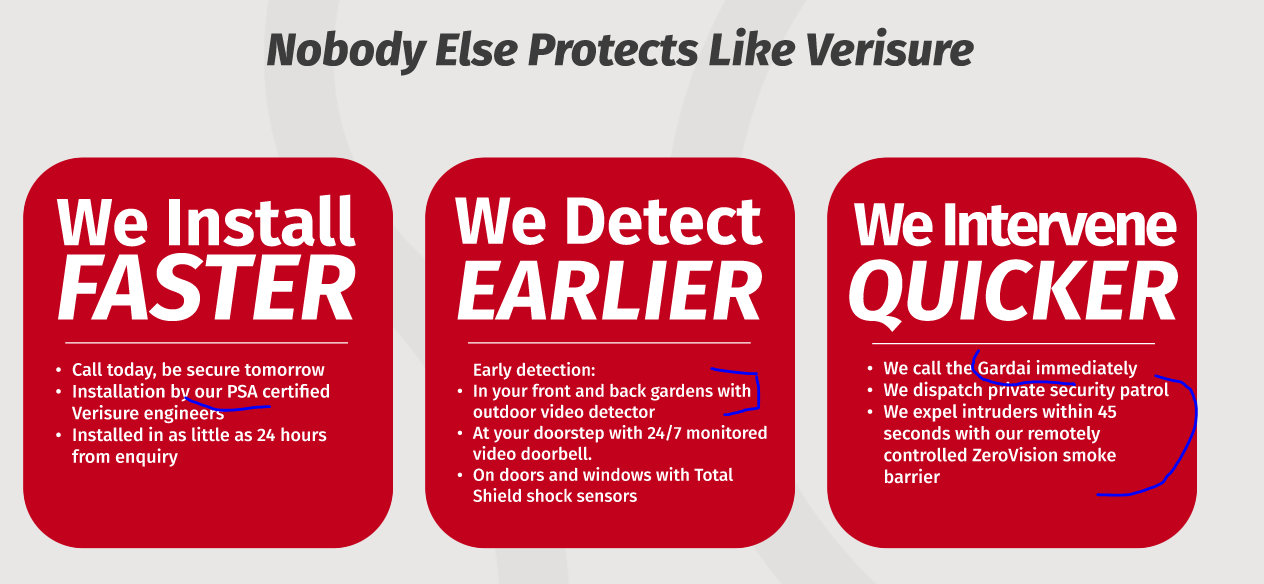 Nobody Else Protects Like Verisure
We Install
FASTER
• Call today, be secure tomorrow
• Installation by our PSA certified
Verisure engineers
• Installed in as little as 24 hours
from enquiry
We Detect
EARLIER
Early detection:
• In your front and back gardens with
outdoor video detector
• At your doorstep with 24/7 monitored
video doorbell.
• On doors and windows with Total
Shield shock sensors
We Intervene
QUICKER
• We call the Gardai immediately
• We dispatch private security patrol
• We expel intruders within 45
seconds with our remotely
controlled ZeroVision smoke
barrier